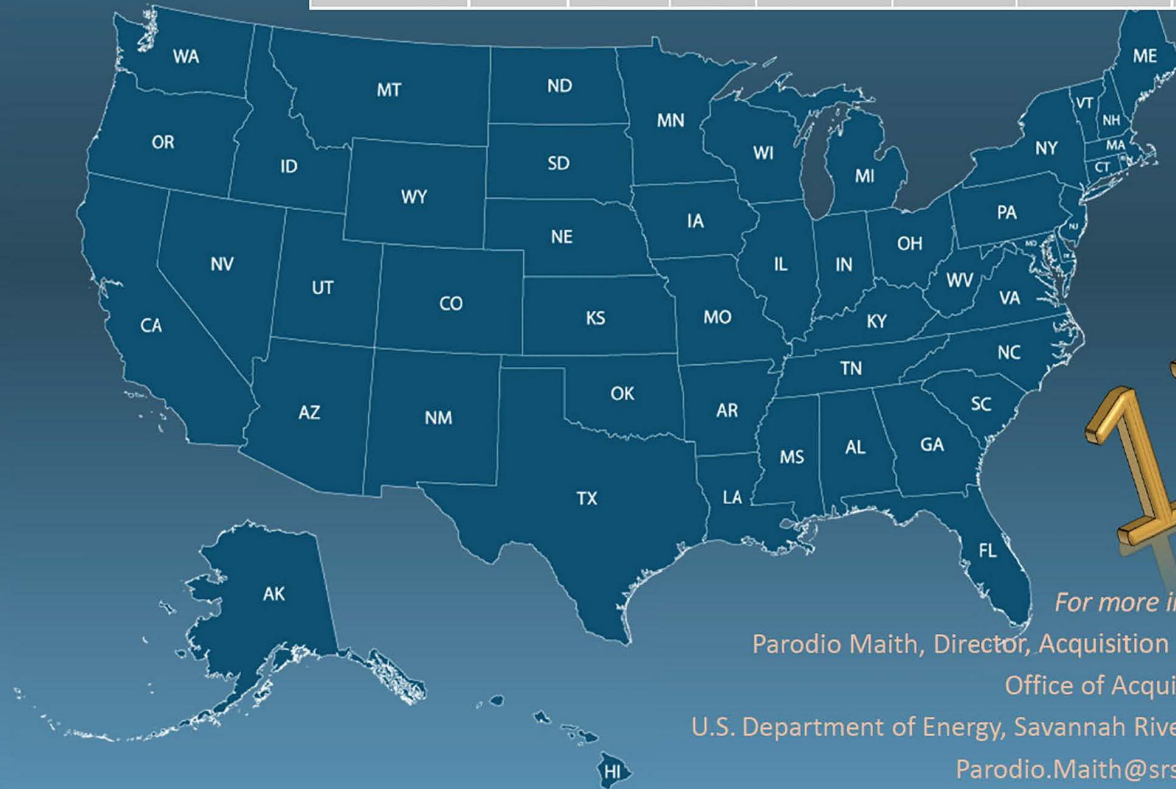 WA
MT
ND
MN
ME
OR
ID
SD
WI
MI
NY
VT
NH
MA
CT
WY
IA
PA
NJ
NV
NE
IL
IN
OH
MD
UT
CO
KS
MO
WV
VA
CA
KY
NC
AZ
NM
OK
AR
TN
SC
TX
LA
MS
AL
GA
FL
AK
HI
1
For more i
Parodio Maith, Director, Acquisition
Office of Acqui
U.S. Department of Energy, Savannah Rive
Parodio.Maith@srs